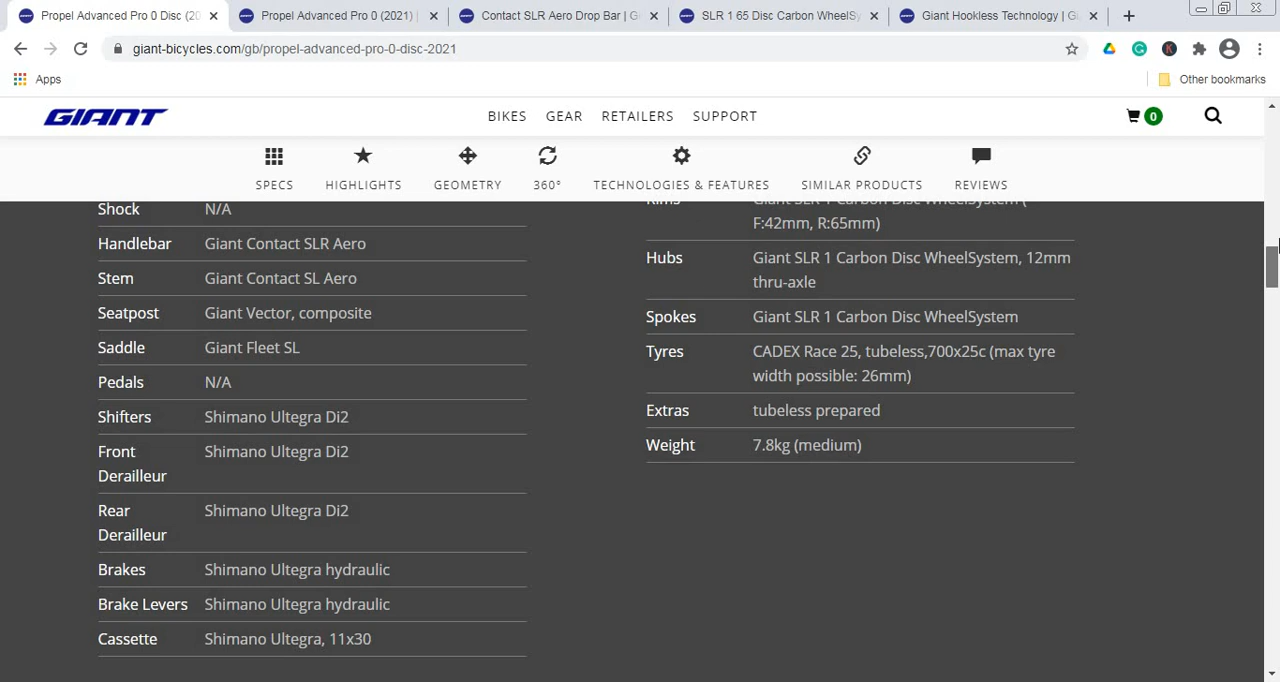 Propel Advanced Pro 0 Disc (20
Propel Advanced Pro 0 (2021) |
Contact SLR Aero Drop Bar | G
SLR 1 65 Disc Carbon WheelSy
Giant Hookless Technology | G
giant-bicycles.com/gb/propel-advanced-pro-0-disc-2021
Apps
Other bookmarks
GIANT
BIKES
GEAR
RETAILERS
SUPPORT
0
SPECS
HIGHLIGHTS
GEOMETRY
360°
TECHNOLOGIES & FEATURES
SIMILAR PRODUCTS
REVIEWS
Shock N/A
Handlebar Giant Contact SLR Aero
Stem Giant Contact SL Aero
Seatpost Giant Vector, composite
Saddle Giant Fleet SL
Pedals N/A
Shifters Shimano Ultegra Di2
Front Shimano Ultegra Di2
Derailleur
Rear Shimano Ultegra Di2
Derailleur
Brakes Shimano Ultegra hydraulic
Brake Levers Shimano Ultegra hydraulic
Cassette Shimano Ultegra, 11x30
Rims Giant SLR 1 Carbon Disc WheelSystem (
F:42mm, R:65mm)
Hubs Giant SLR 1 Carbon Disc WheelSystem, 12mm
thru-axle
Spokes Giant SLR 1 Carbon Disc WheelSystem
Tyres CADEX Race 25, tubeless,700x25c (max tyre
width possible: 26mm)
Extras tubeless prepared
Weight 7.8kg (medium)